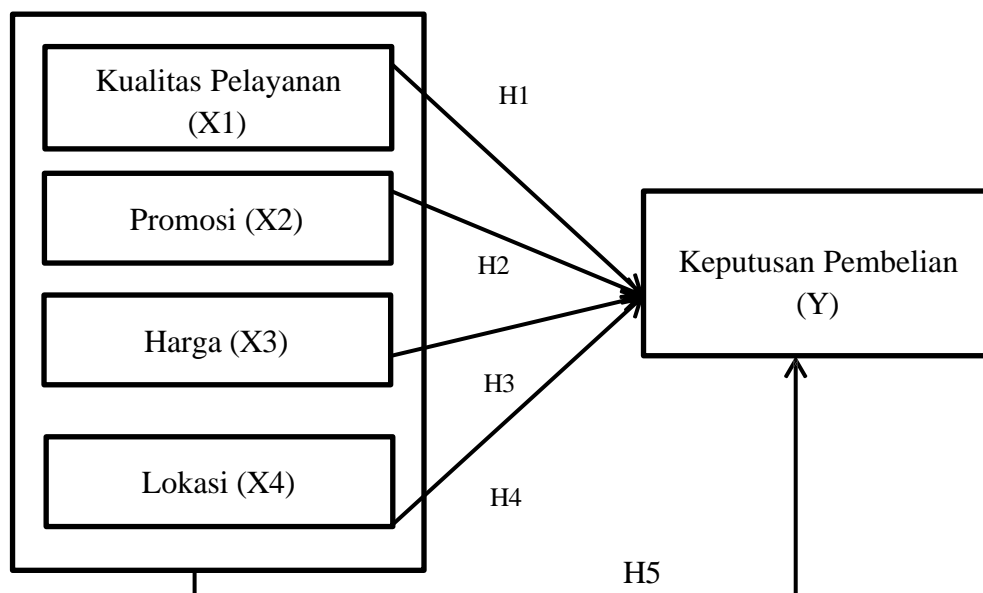 Kualitas Pelayanan
(X1)
H1
Promosi (X2)
H2
Keputusan Pembelian
(Y)
Harga (X3)
H3
Lokasi (X4)
H4
H5